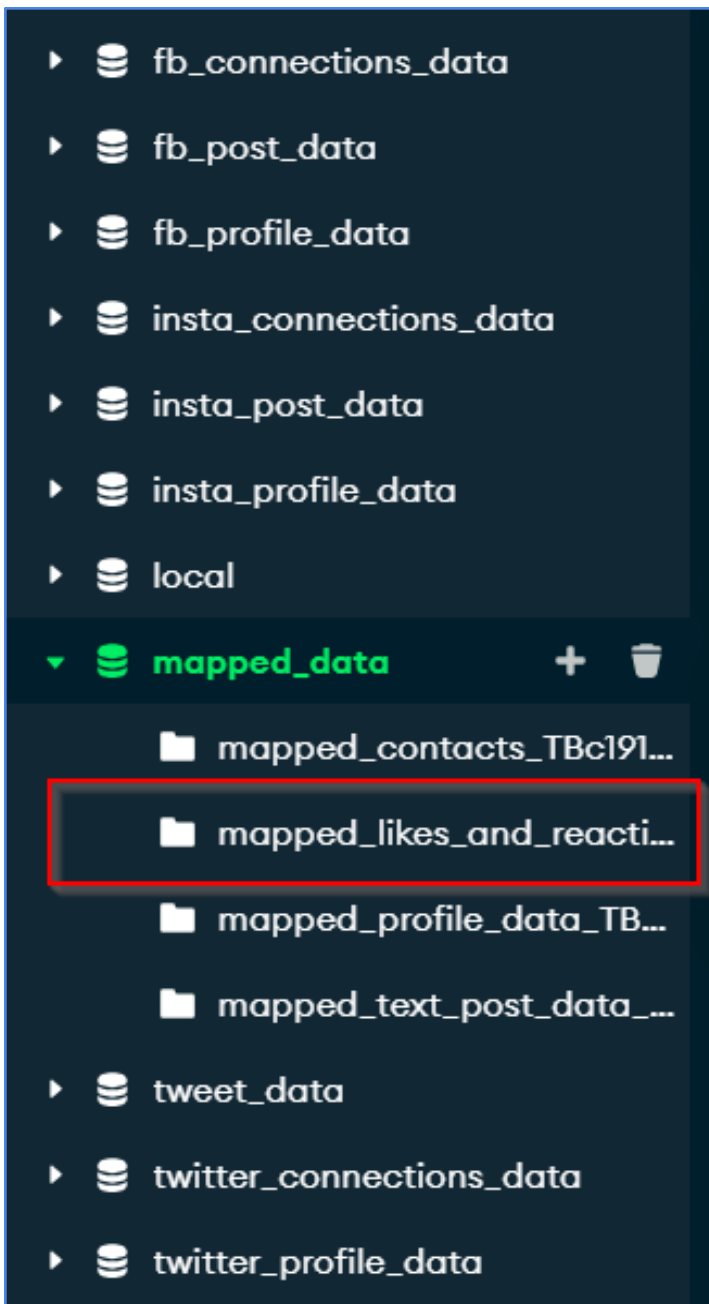 fb_connections_data
fb_post_data
fb_profile_data
insta_connections_data
insta_post_data
insta_profile_data
local
mapped_data
mapped_contacts_TBc191...
mapped_likes_and_reacti...
mapped_profile_data_TB...
mapped_text_post_data_...
tweet_data
twitter_connections_data
twitter_profile_data